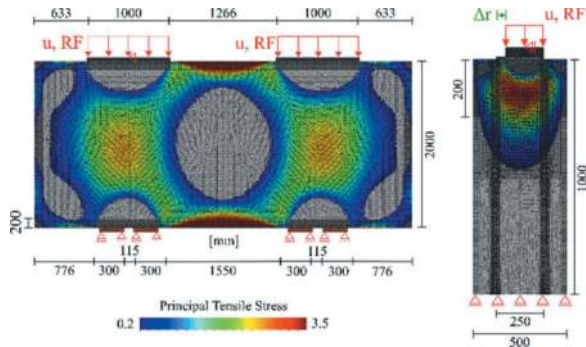 633 1000 1266 1000 633
u, RF u, RF
200 2000
[mm]
115 115
776 300 300 1550 300 300 776
Principal Tensile Stress
0.2 3.5
Δr u, RF
200 1000
250
500